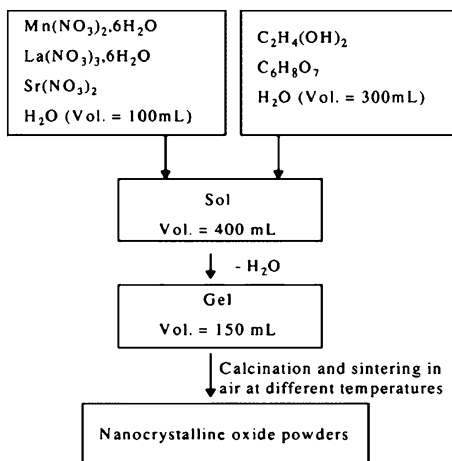 Mn(NO₃)₂.6H₂O
La(NO₃)₃.6H₂O
Sr(NO₃)₂
H₂O (Vol. = 100mL)
C₂H₄(OH)₂
C₆H₈O₇
H₂O (Vol. = 300mL)
Sol
Vol. = 400 mL
- H₂O
Gel
Vol. = 150 mL
Calcination and sintering in
air at different temperatures
Nanocrystalline oxide powders